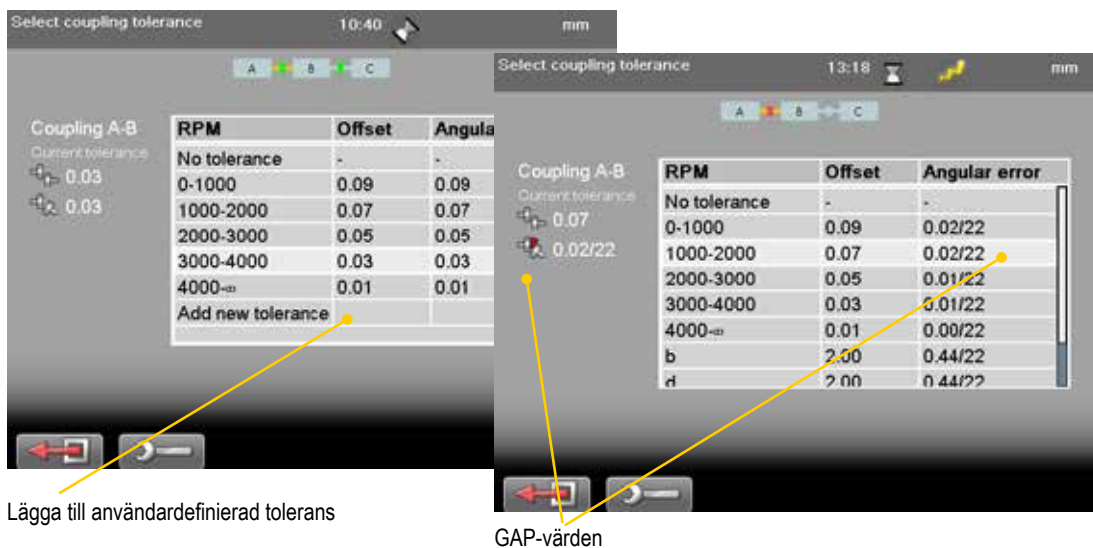 Select coupling tolerance 10:40 mm
A B C
Coupling A-B
Current tolerance
0.03
0.03
RPM Offset Angula
No tolerance - -
0-1000 0.09 0.09
1000-2000 0.07 0.07
2000-3000 0.05 0.05
3000-4000 0.03 0.03
4000-∞ 0.01 0.01
Add new tolerance
Lägga till användardefinierad tolerans
Select coupling tolerance 13:18 mm
A B C
Coupling A-B
Current tolerance
0.07
0.02/22
RPM Offset Angular error
No tolerance - -
0-1000 0.09 0.02/22
1000-2000 0.07 0.02/22
2000-3000 0.05 0.01/22
3000-4000 0.03 0.01/22
4000-∞ 0.01 0.00/22
b 2.00 0.44/22
d 2.00 0.44/22
GAP-värden